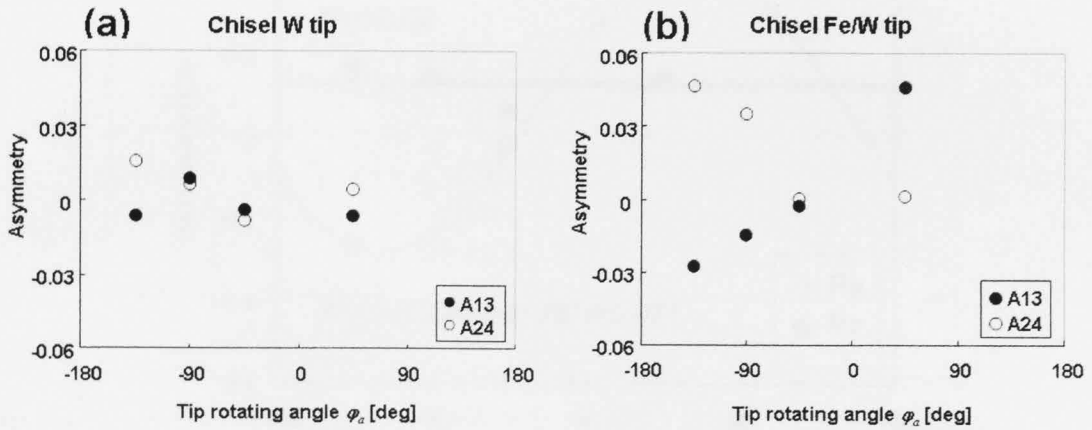 (a) Chisel W tip
0.06
0.03
0
-0.03
-0.06
Asymmetry
A13
A24
-180 -90 0 90 180
Tip rotating angle φa [deg]
(b) Chisel Fe/W tip
0.06
0.03
0
-0.03
-0.06
Asymmetry
A13
A24
-180 -90 0 90 180
Tip rotating angle φa [deg]